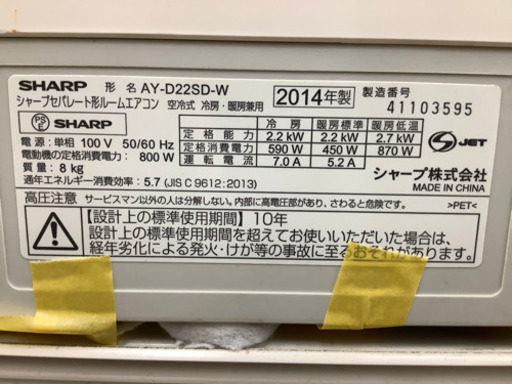 SHARP 形 名 AY-D22SD-W
シャープセパレート形ルームエアコン 空冷式 冷房・暖房兼用
2014年製
製造番号
41103595
PS E SHARP
電源：単相 100 V 50/60 Hz
電動機の定格消費電力： 800 W
質量： 8 kg
通年エネルギー消費効率： 5.7 (JIS C 9612:2013)
冷 房 暖房標準 暖房低温
定 格 能 力 2.2 kW 2.2 kW 2.7 kW
定格消費電力 590 W 450 W 870 W
運 転 電 流 7.0 A 5.2 A
S JET
シャープ株式会社
MADE IN CHINA
高圧注意 サービスマン以外の人は分解しない。内部に高電圧部があり、さわると危険です。
>PET<
【設計上の標準使用期間】10年
設計上の標準使用期間を超えてお使いいただいた場合は、
経年劣化による発火・けが等の事故に至るおそれがあります。